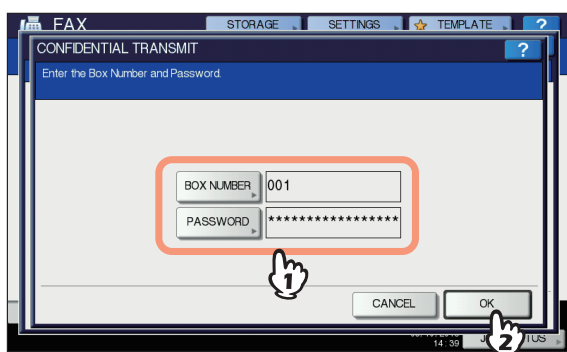 FAX STORAGE SETTINGS TEMPLATE ?
CONFIDENTIAL TRANSMIT ?
Enter the Box Number and Password.
BOX NUMBER 001
PASSWORD *****************
1
CANCEL OK
2
14:39